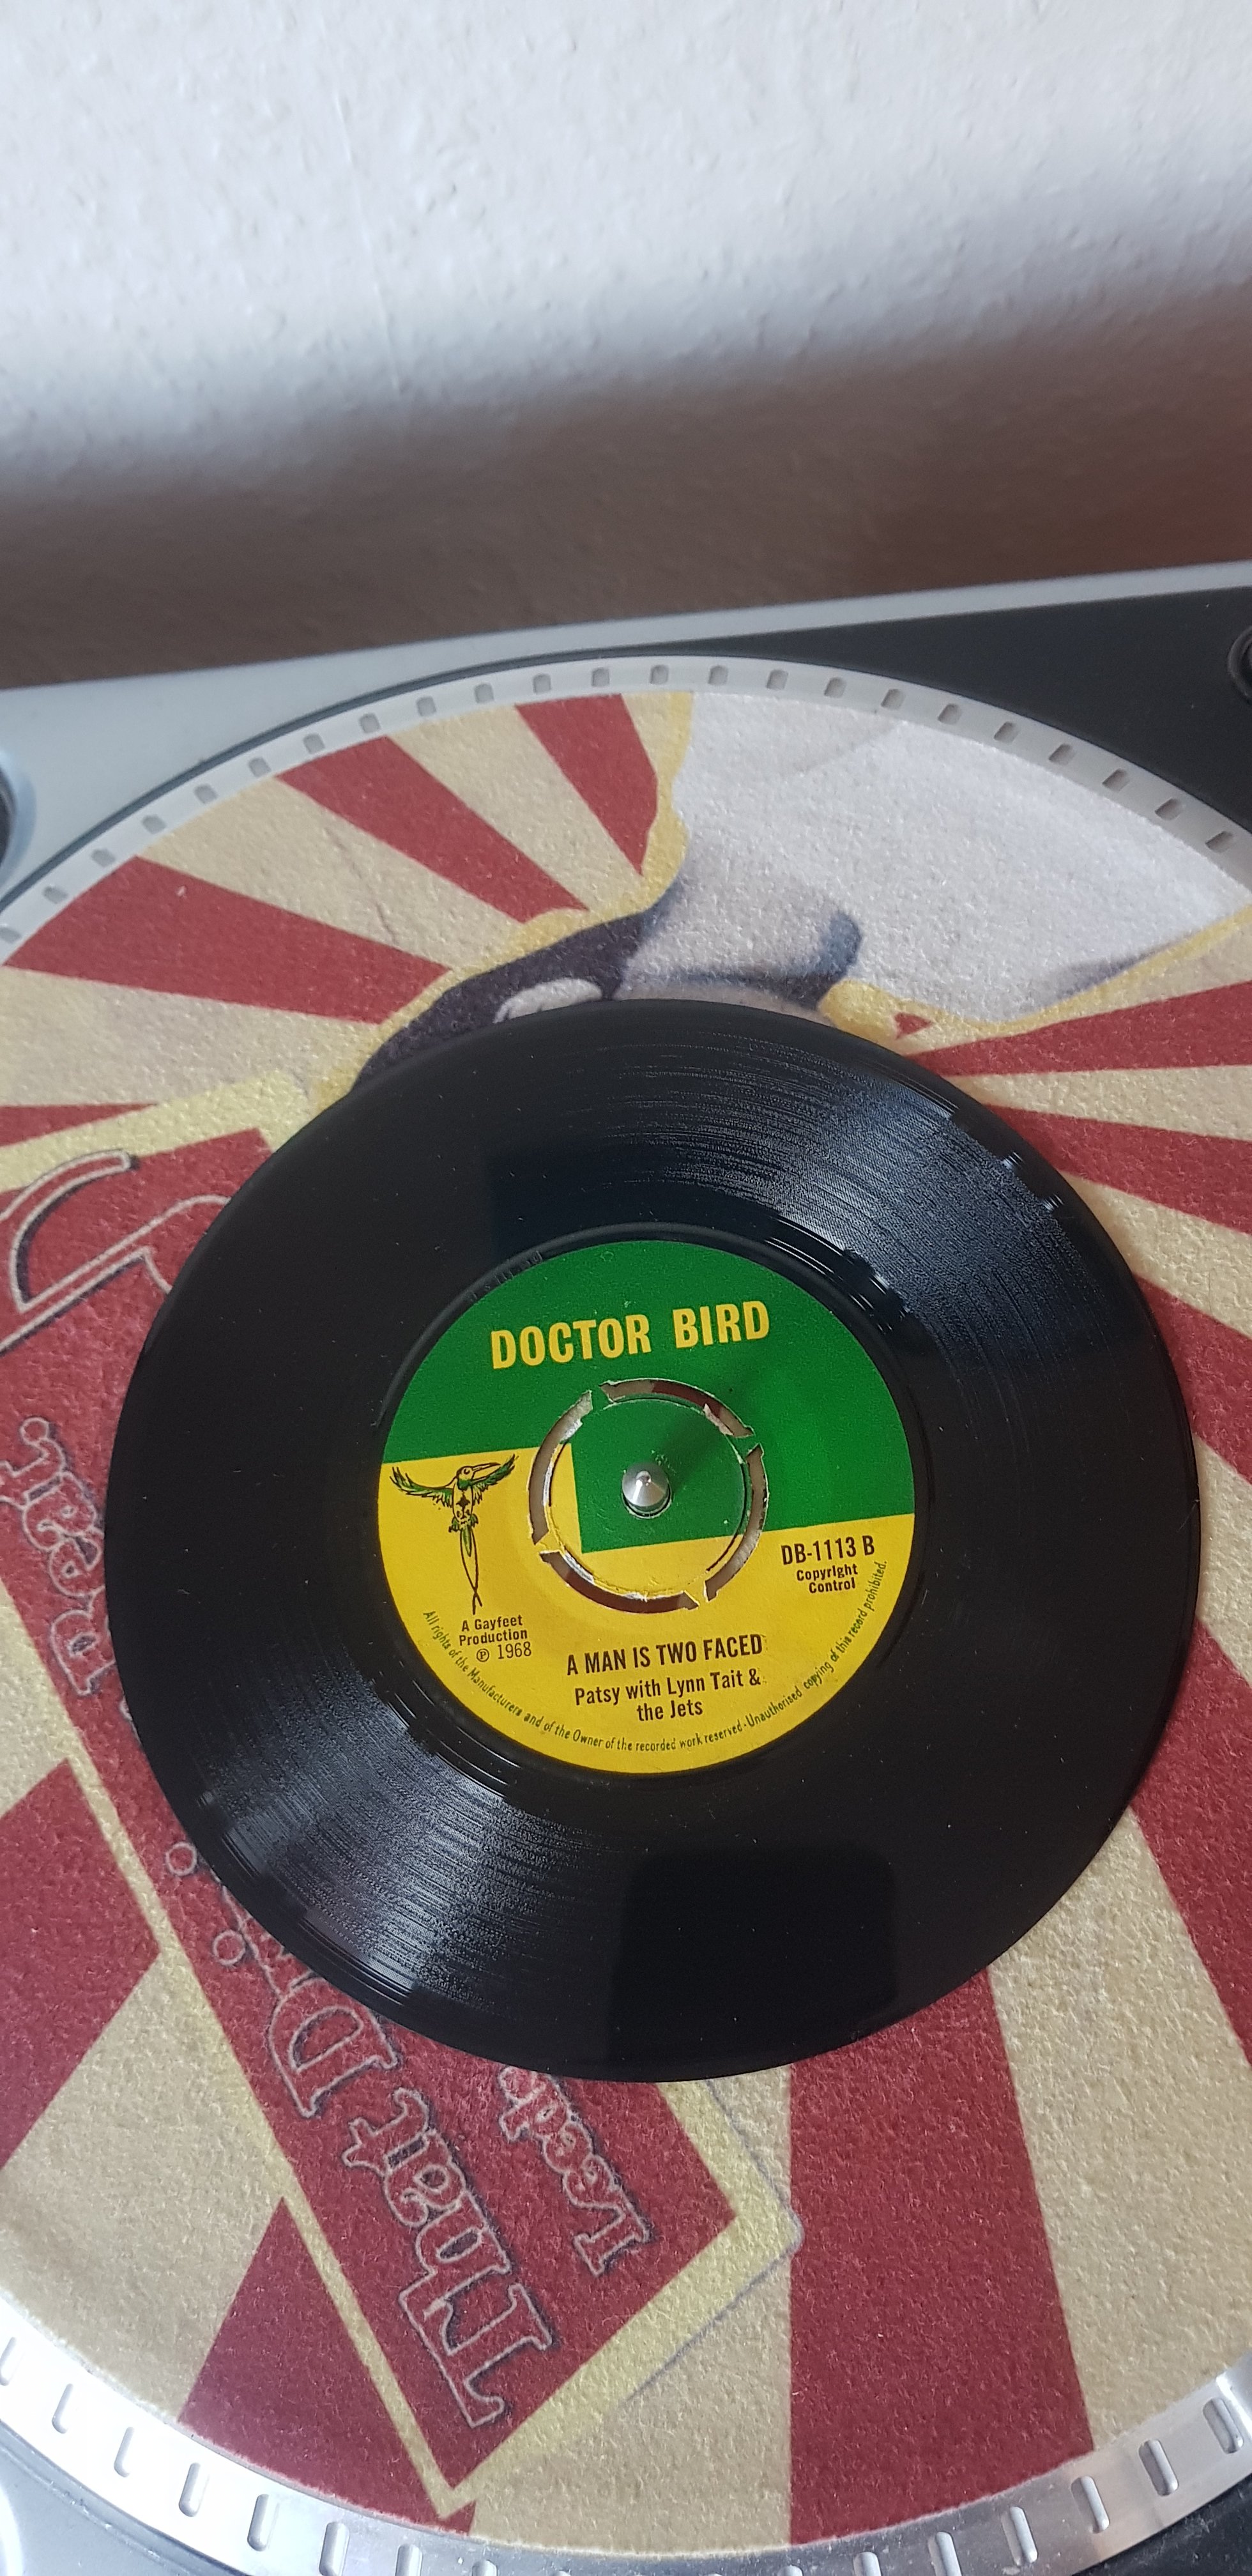 DOCTOR BIRD
DB-1113 B
Copyright
Control
A Gayfeet
Production
℗ 1968
A MAN IS TWO FACED
Patsy with Lynn Tait &
the Jets
All rights of the Manufacturers and of the Owner of the recorded work reserved · Unauthorised copying of this record prohibited.
That